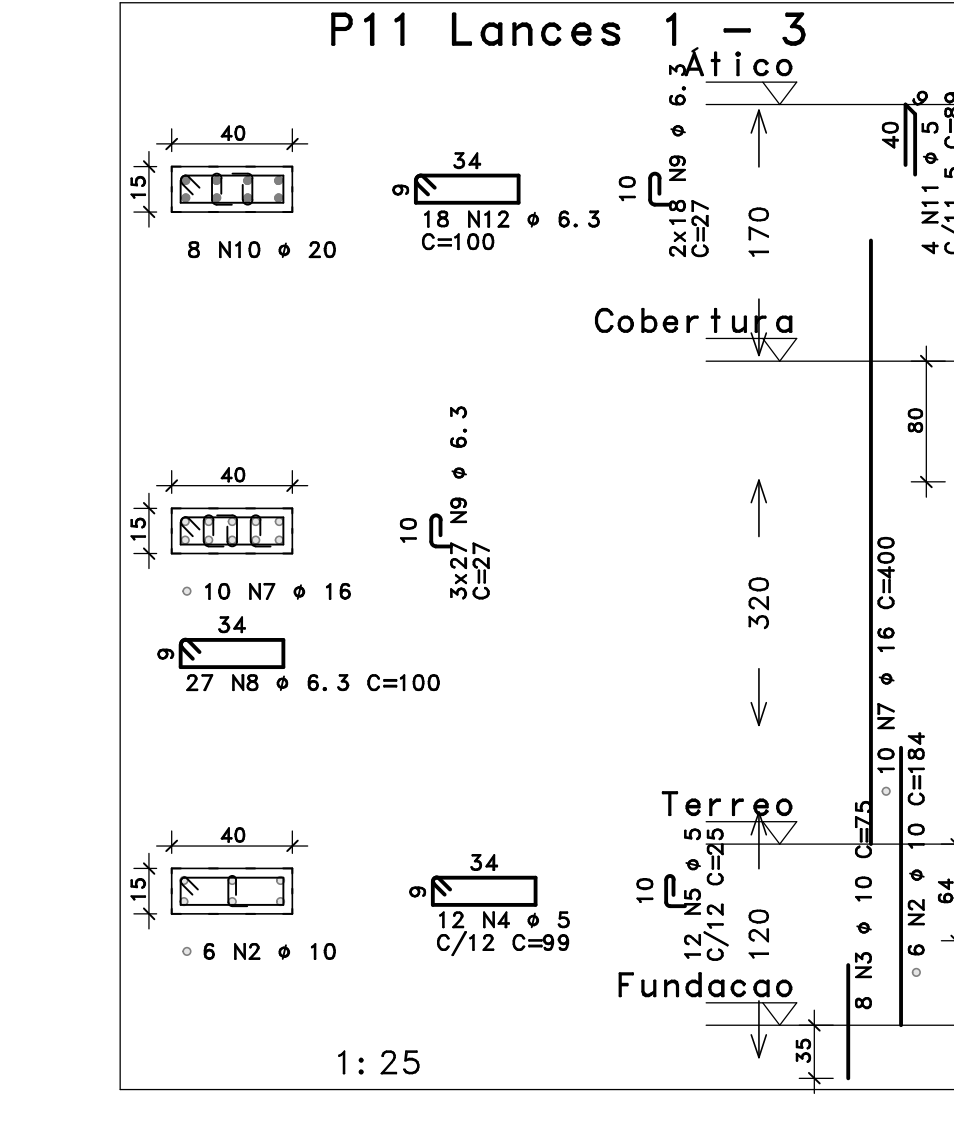 P11 Lances 1 - 3
Ático
40
15
8 N10 ø 20
34
9
18 N12 ø 6.3
C=100
10
2x18 N9 ø 6.3
C=27
170
40
6
4 N11 ø 5
Cobertura
80
40
15
10 N7 ø 16
10
3x27 N9 ø 6.3
C=27
320
10 N7 ø 16 C=400
34
9
27 N8 ø 6.3 C=100
Terreo
40
15
6 N2 ø 10
34
9
12 N4 ø 5
C/12 C=99
10
12 N5 ø 5
C/12 C=25
120
8 N3 ø 10 C=75
6 N2 ø 10 C=184
64
Fundacao
35
1:25